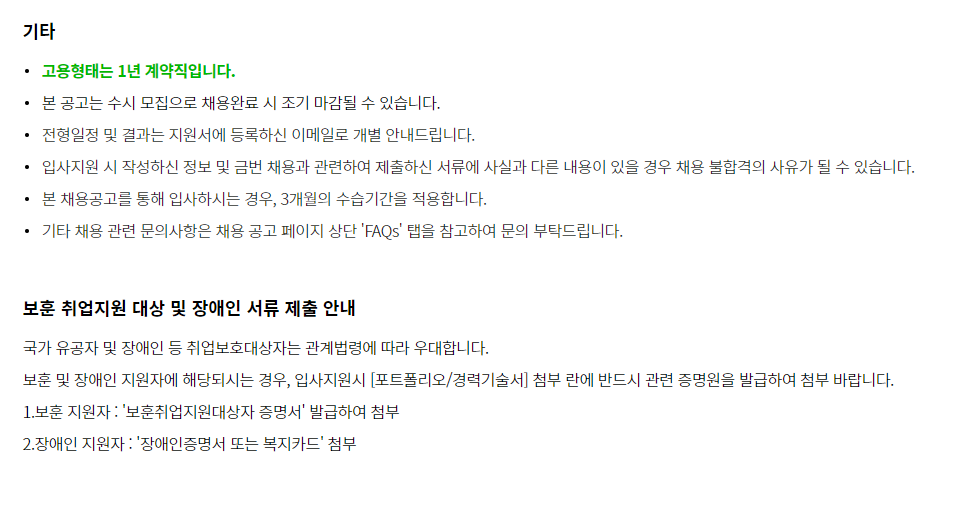 기타
• 고용형태는 1년 계약직입니다.
• 본 공고는 수시 모집으로 채용완료 시 조기 마감될 수 있습니다.
• 전형일정 및 결과는 지원서에 등록하신 이메일로 개별 안내드립니다.
• 입사지원 시 작성하신 정보 및 금번 채용과 관련하여 제출하신 서류에 사실과 다른 내용이 있을 경우 채용 불합격의 사유가 될 수 있습니다.
• 본 채용공고를 통해 입사하시는 경우, 3개월의 수습기간을 적용합니다.
• 기타 채용 관련 문의사항은 채용 공고 페이지 상단 'FAQs' 탭을 참고하여 문의 부탁드립니다.
보훈 취업지원 대상 및 장애인 서류 제출 안내
국가 유공자 및 장애인 등 취업보호대상자는 관계법령에 따라 우대합니다.
보훈 및 장애인 지원자에 해당되시는 경우, 입사지원시 [포트폴리오/경력기술서] 첨부 란에 반드시 관련 증명원을 발급하여 첨부 바랍니다.
1.보훈 지원자 : '보훈취업지원대상자 증명서' 발급하여 첨부
2.장애인 지원자 : '장애인증명서 또는 복지카드' 첨부